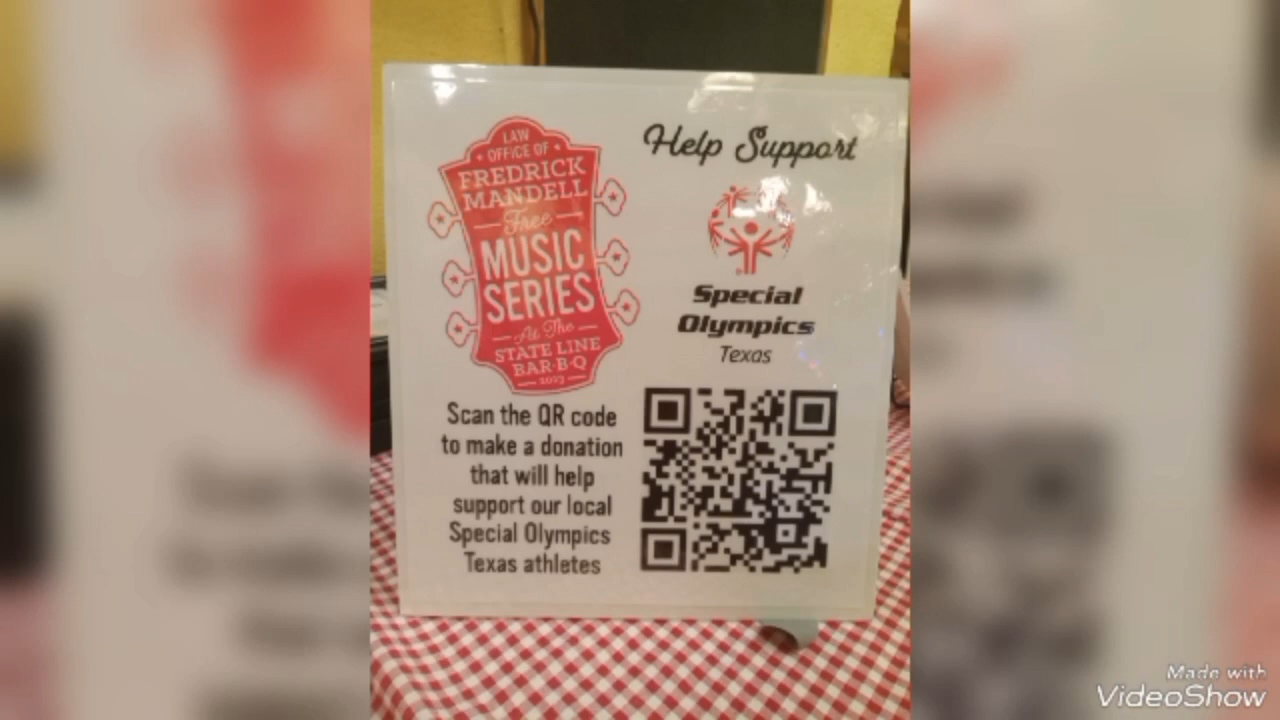 LAW
OFFICE OF
FREDRICK
MANDELL
Free
MUSIC
SERIES
At The
STATE LINE
BAR·B·Q
2023
Help Support
Special
Olympics
Texas
Scan the QR code
to make a donation
that will help
support our local
Special Olympics
Texas athletes
Made with
VideoShow